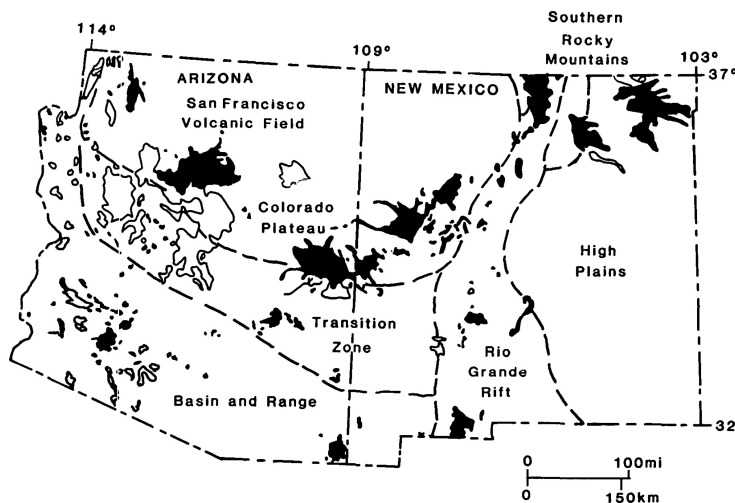 Southern
Rocky
Mountains
114°
109°
103°
37°
ARIZONA
NEW MEXICO
San Francisco
Volcanic Field
Colorado
Plateau
High
Plains
Transition
Zone
Rio
Grande
Rift
Basin and Range
32
0 100mi
0 150km